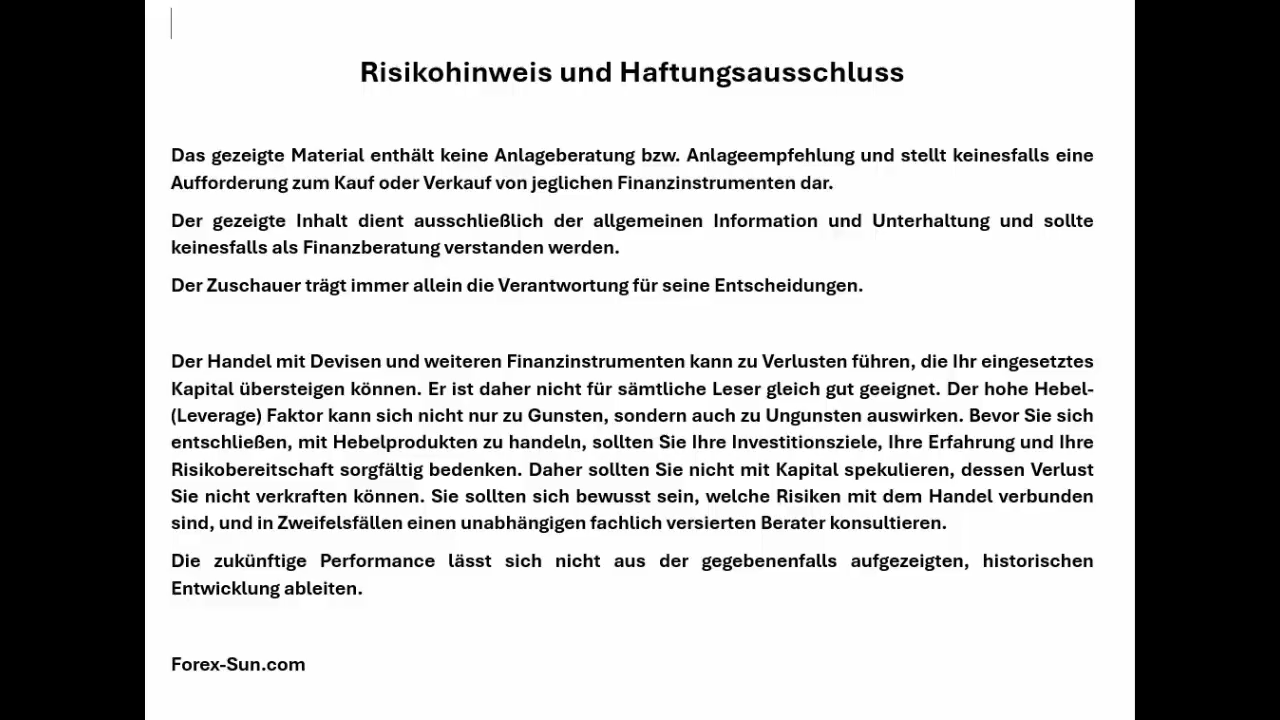 Risikohinweis und Haftungsausschluss
Das gezeigte Material enthält keine Anlageberatung bzw. Anlageempfehlung und stellt keinesfalls eine
Aufforderung zum Kauf oder Verkauf von jeglichen Finanzinstrumenten dar.
Der gezeigte Inhalt dient ausschließlich der allgemeinen Information und Unterhaltung und sollte
keinesfalls als Finanzberatung verstanden werden.
Der Zuschauer trägt immer allein die Verantwortung für seine Entscheidungen.
Der Handel mit Devisen und weiteren Finanzinstrumenten kann zu Verlusten führen, die Ihr eingesetztes
Kapital übersteigen können. Er ist daher nicht für sämtliche Leser gleich gut geeignet. Der hohe Hebel-
(Leverage) Faktor kann sich nicht nur zu Gunsten, sondern auch zu Ungunsten auswirken. Bevor Sie sich
entschließen, mit Hebelprodukten zu handeln, sollten Sie Ihre Investitionsziele, Ihre Erfahrung und Ihre
Risikobereitschaft sorgfältig bedenken. Daher sollten Sie nicht mit Kapital spekulieren, dessen Verlust
Sie nicht verkraften können. Sie sollten sich bewusst sein, welche Risiken mit dem Handel verbunden
sind, und in Zweifelsfällen einen unabhängigen fachlich versierten Berater konsultieren.
Die zukünftige Performance lässt sich nicht aus der gegebenenfalls aufgezeigten, historischen
Entwicklung ableiten.
Forex-Sun.com